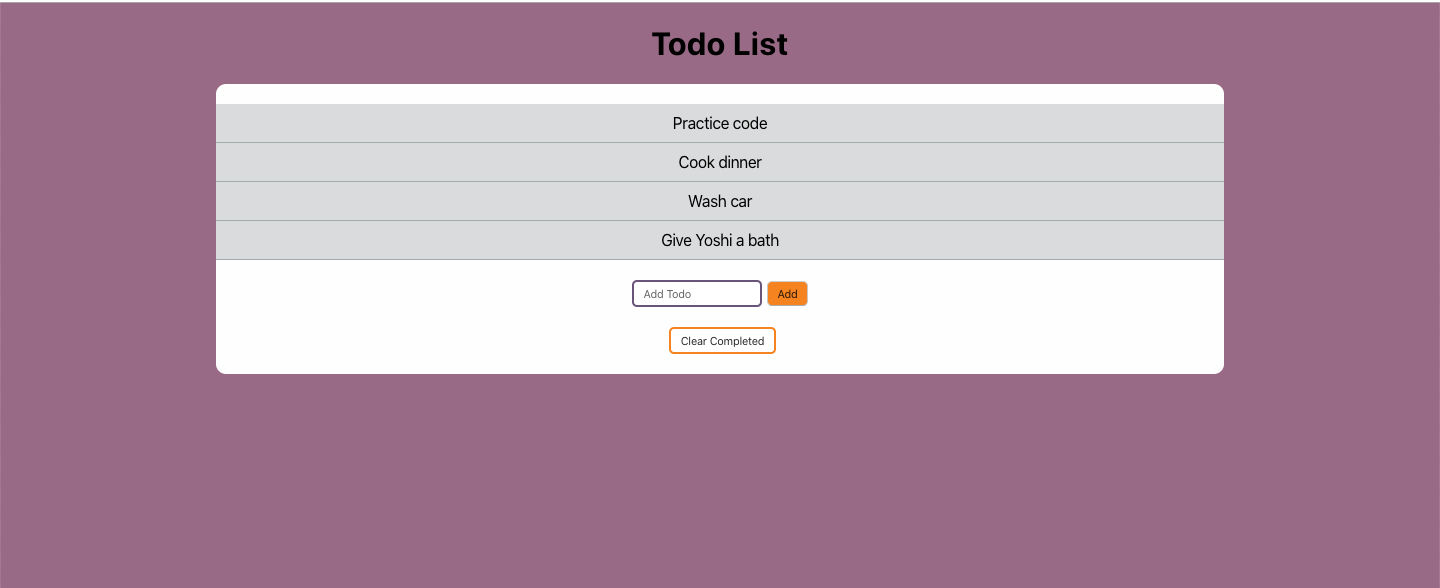 Todo List
Practice code
Cook dinner
Wash car
Give Yoshi a bath
Add Todo Add
Clear Completed